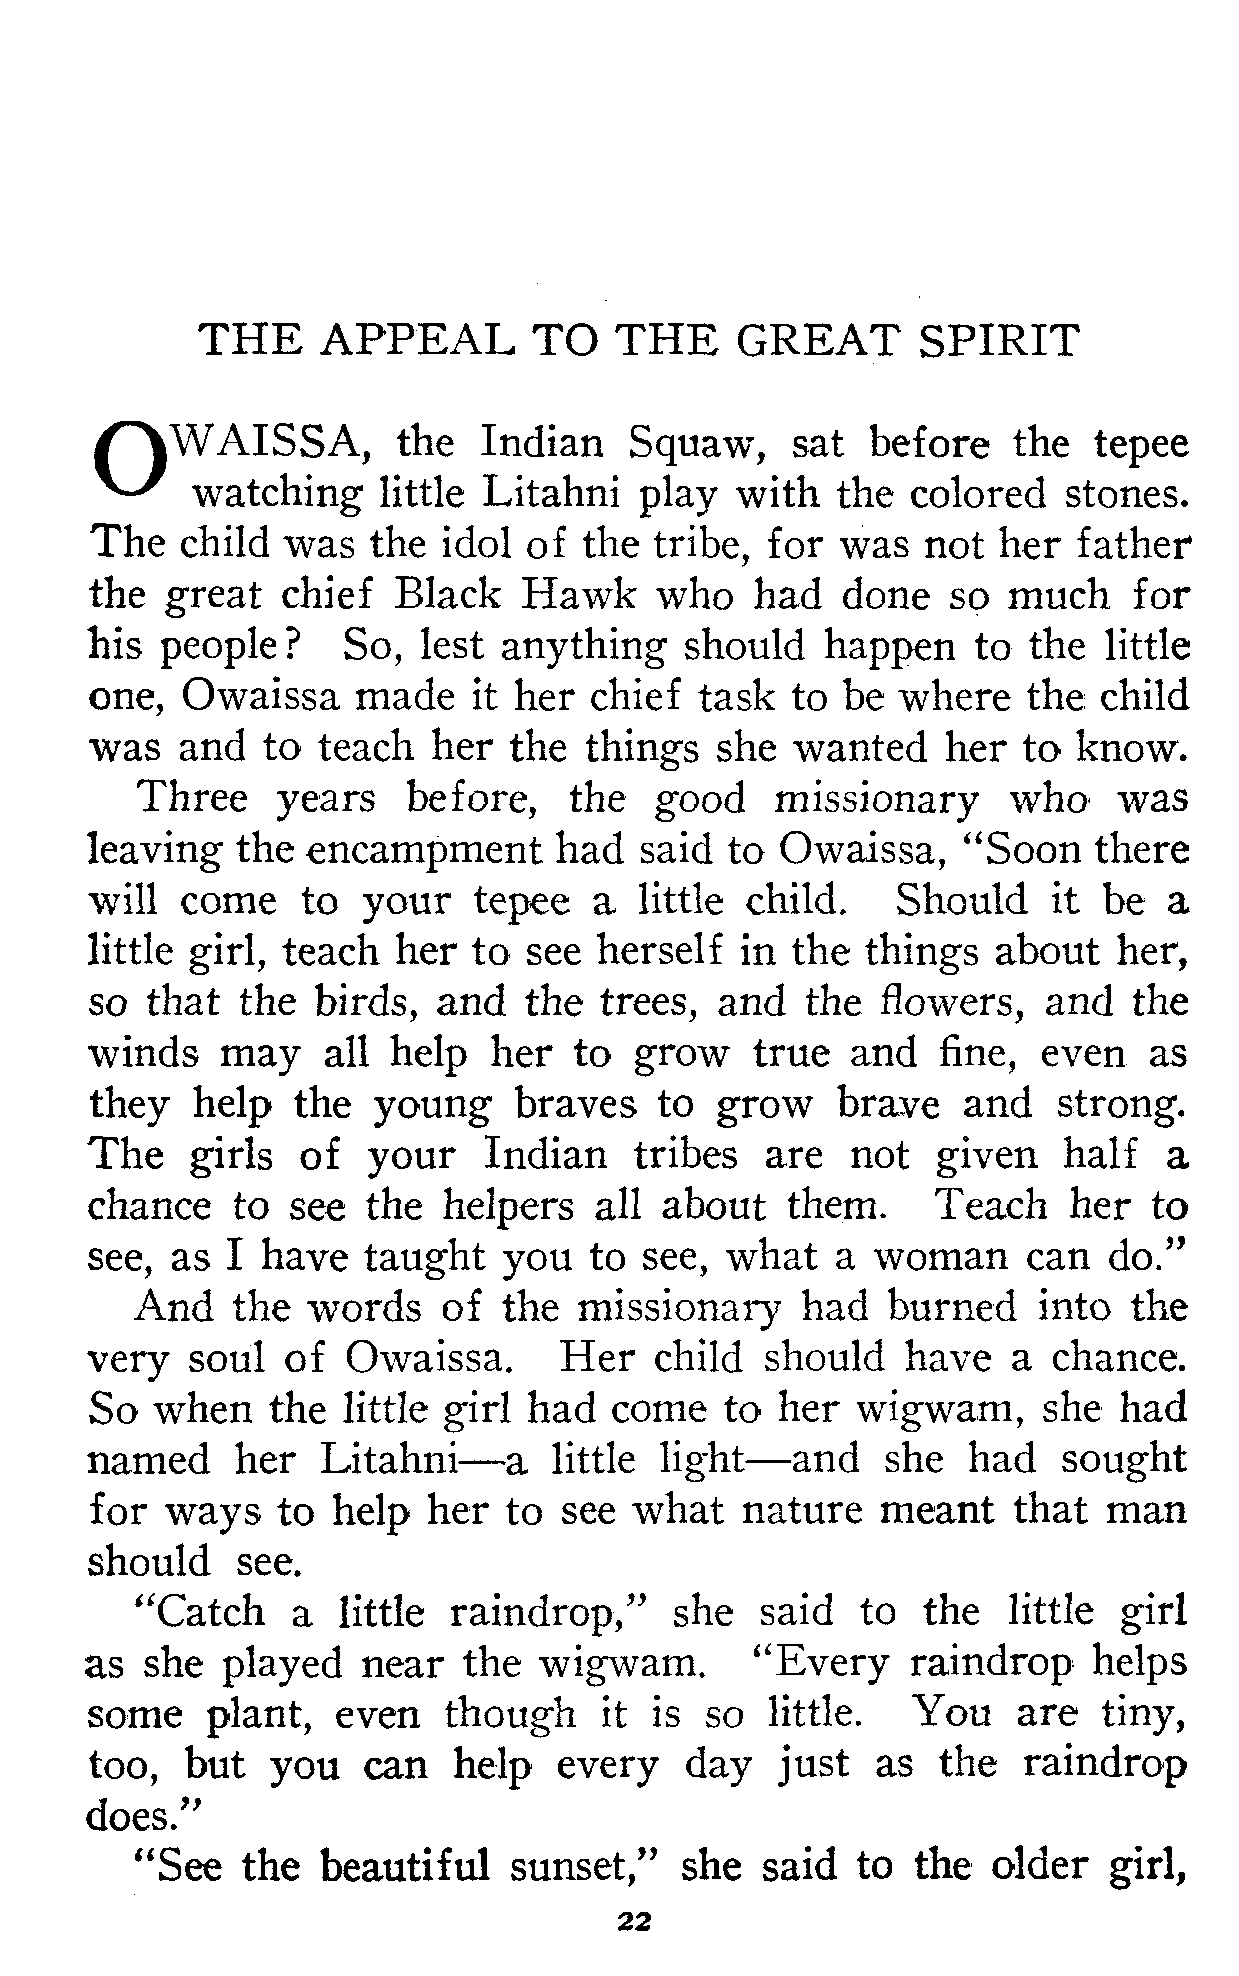 THE APPEAL TO THE GREAT SPIRIT
OWAISSA, the Indian Squaw, sat before the tepee
watching little Litahni play with the colored stones.
The child was the idol of the tribe, for was not her father
the great chief Black Hawk who had done so much for
his people? So, lest anything should happen to the little
one, Owaissa made it her chief task to be where the child
was and to teach her the things she wanted her to know.
Three years before, the good missionary who was
leaving the encampment had said to Owaissa, “Soon there
will come to your tepee a little child. Should it be a
little girl, teach her to see herself in the things about her,
so that the birds, and the trees, and the flowers, and the
winds may all help her to grow true and fine, even as
they help the young braves to grow brave and strong.
The girls of your Indian tribes are not given half a
chance to see the helpers all about them. Teach her to
see, as I have taught you to see, what a woman can do.”
And the words of the missionary had burned into the
very soul of Owaissa. Her child should have a chance.
So when the little girl had come to her wigwam, she had
named her Litahni—a little light—and she had sought
for ways to help her to see what nature meant that man
should see.
“Catch a little raindrop,” she said to the little girl
as she played near the wigwam. “Every raindrop helps
some plant, even though it is so little. You are tiny,
too, but you can help every day just as the raindrop
does.”
“See the beautiful sunset,” she said to the older girl,
22